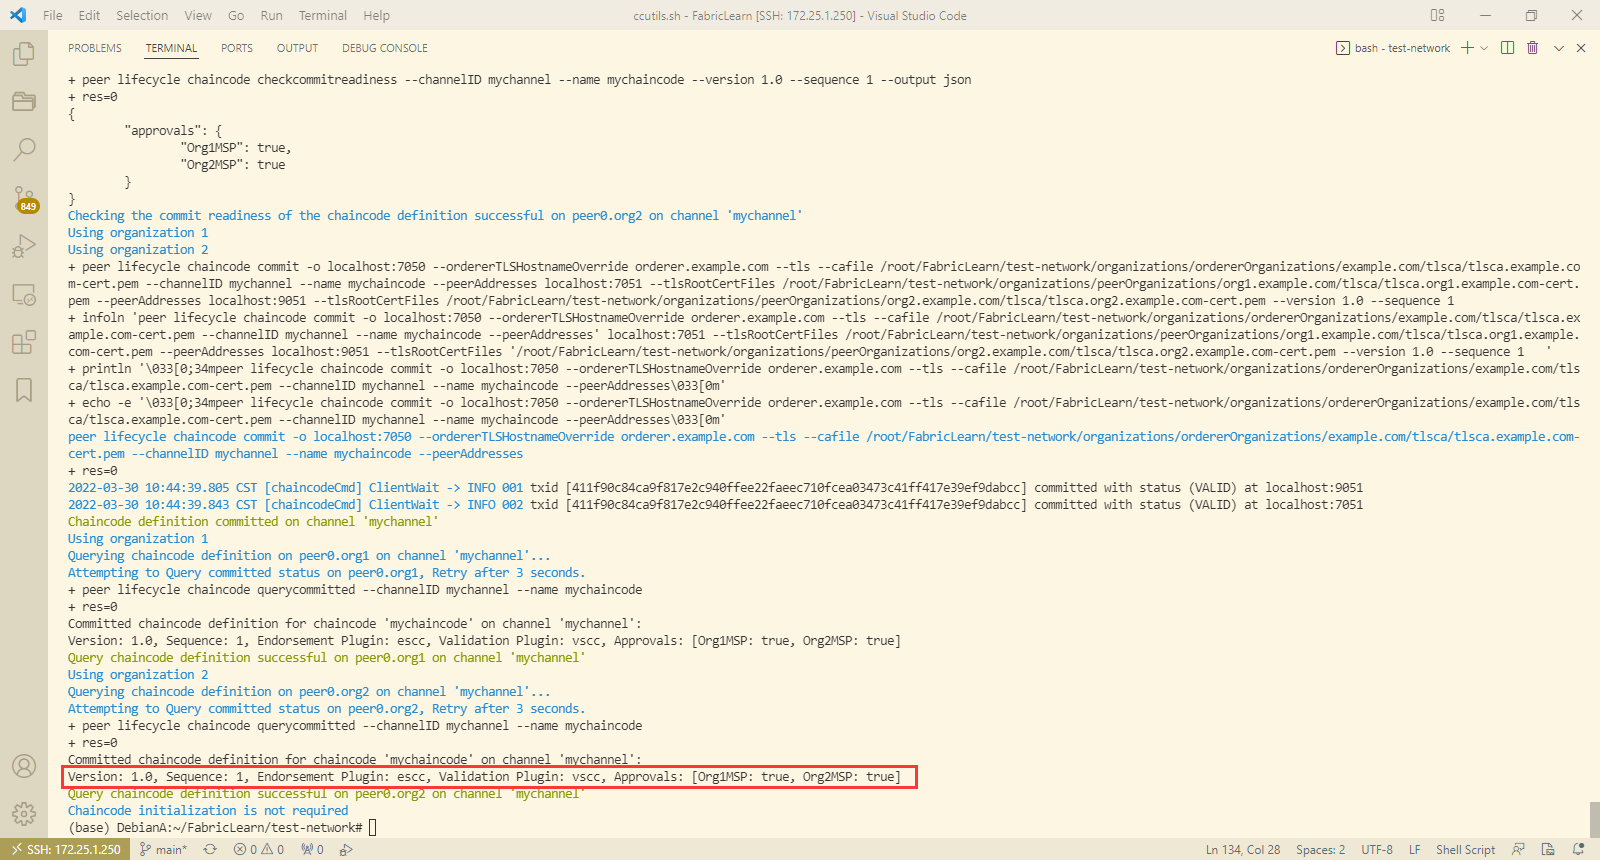 File Edit Selection View Go Run Terminal Help ccutils.sh - FabricLearn [SSH: 172.25.1.250] - Visual Studio Code
PROBLEMS TERMINAL PORTS OUTPUT DEBUG CONSOLE bash - test-network
+ peer lifecycle chaincode checkcommitreadiness --channelID mychannel --name mychaincode --version 1.0 --sequence 1 --output json
+ res=0
{
"approvals": {
"Org1MSP": true,
"Org2MSP": true
}
}
Checking the commit readiness of the chaincode definition successful on peer0.org2 on channel 'mychannel'
Using organization 1
Using organization 2
+ peer lifecycle chaincode commit -o localhost:7050 --ordererTLSHostnameOverride orderer.example.com --tls --cafile /root/FabricLearn/test-network/organizations/ordererOrganizations/example.com/tlsca/tlsca.example.co
m-cert.pem --channelID mychannel --name mychaincode --peerAddresses localhost:7051 --tlsRootCertFiles /root/FabricLearn/test-network/organizations/peerOrganizations/org1.example.com/tlsca/tlsca.org1.example.com-cert.
pem --peerAddresses localhost:9051 --tlsRootCertFiles /root/FabricLearn/test-network/organizations/peerOrganizations/org2.example.com/tlsca/tlsca.org2.example.com-cert.pem --version 1.0 --sequence 1
+ infoln 'peer lifecycle chaincode commit -o localhost:7050 --ordererTLSHostnameOverride orderer.example.com --tls --cafile /root/FabricLearn/test-network/organizations/ordererOrganizations/example.com/tlsca/tlsca.ex
ample.com-cert.pem --channelID mychannel --name mychaincode --peerAddresses' localhost:7051 --tlsRootCertFiles /root/FabricLearn/test-network/organizations/peerOrganizations/org1.example.com/tlsca/tlsca.org1.example.
com-cert.pem --peerAddresses localhost:9051 --tlsRootCertFiles '/root/FabricLearn/test-network/organizations/peerOrganizations/org2.example.com/tlsca/tlsca.org2.example.com-cert.pem --version 1.0 --sequence 1   '
+ println '\033[0;34mpeer lifecycle chaincode commit -o localhost:7050 --ordererTLSHostnameOverride orderer.example.com --tls --cafile /root/FabricLearn/test-network/organizations/ordererOrganizations/example.com/tls
ca/tlsca.example.com-cert.pem --channelID mychannel --name mychaincode --peerAddresses\033[0m'
+ echo -e '\033[0;34mpeer lifecycle chaincode commit -o localhost:7050 --ordererTLSHostnameOverride orderer.example.com --tls --cafile /root/FabricLearn/test-network/organizations/ordererOrganizations/example.com/tls
ca/tlsca.example.com-cert.pem --channelID mychannel --name mychaincode --peerAddresses\033[0m'
peer lifecycle chaincode commit -o localhost:7050 --ordererTLSHostnameOverride orderer.example.com --tls --cafile /root/FabricLearn/test-network/organizations/ordererOrganizations/example.com/tlsca/tlsca.example.com-
cert.pem --channelID mychannel --name mychaincode --peerAddresses
+ res=0
2022-03-30 10:44:39.805 CST [chaincodeCmd] ClientWait -> INFO 001 txid [411f90c84ca9f817e2c940ffee22faeec710fcea03473c41ff417e39ef9dabcc] committed with status (VALID) at localhost:9051
2022-03-30 10:44:39.843 CST [chaincodeCmd] ClientWait -> INFO 002 txid [411f90c84ca9f817e2c940ffee22faeec710fcea03473c41ff417e39ef9dabcc] committed with status (VALID) at localhost:7051
Chaincode definition committed on channel 'mychannel'
Using organization 1
Querying chaincode definition on peer0.org1 on channel 'mychannel'...
Attempting to Query committed status on peer0.org1, Retry after 3 seconds.
+ peer lifecycle chaincode querycommitted --channelID mychannel --name mychaincode
+ res=0
Committed chaincode definition for chaincode 'mychaincode' on channel 'mychannel':
Version: 1.0, Sequence: 1, Endorsement Plugin: escc, Validation Plugin: vscc, Approvals: [Org1MSP: true, Org2MSP: true]
Query chaincode definition successful on peer0.org1 on channel 'mychannel'
Using organization 2
Querying chaincode definition on peer0.org2 on channel 'mychannel'...
Attempting to Query committed status on peer0.org2, Retry after 3 seconds.
+ peer lifecycle chaincode querycommitted --channelID mychannel --name mychaincode
+ res=0
Committed chaincode definition for chaincode 'mychaincode' on channel 'mychannel':
Version: 1.0, Sequence: 1, Endorsement Plugin: escc, Validation Plugin: vscc, Approvals: [Org1MSP: true, Org2MSP: true]
Query chaincode definition successful on peer0.org2 on channel 'mychannel'
Chaincode initialization is not required
(base) DebianA:~/FabricLearn/test-network#
849
SSH: 172.25.1.250 main* 0 0 0 Ln 134, Col 28 Spaces: 2 UTF-8 LF Shell Script